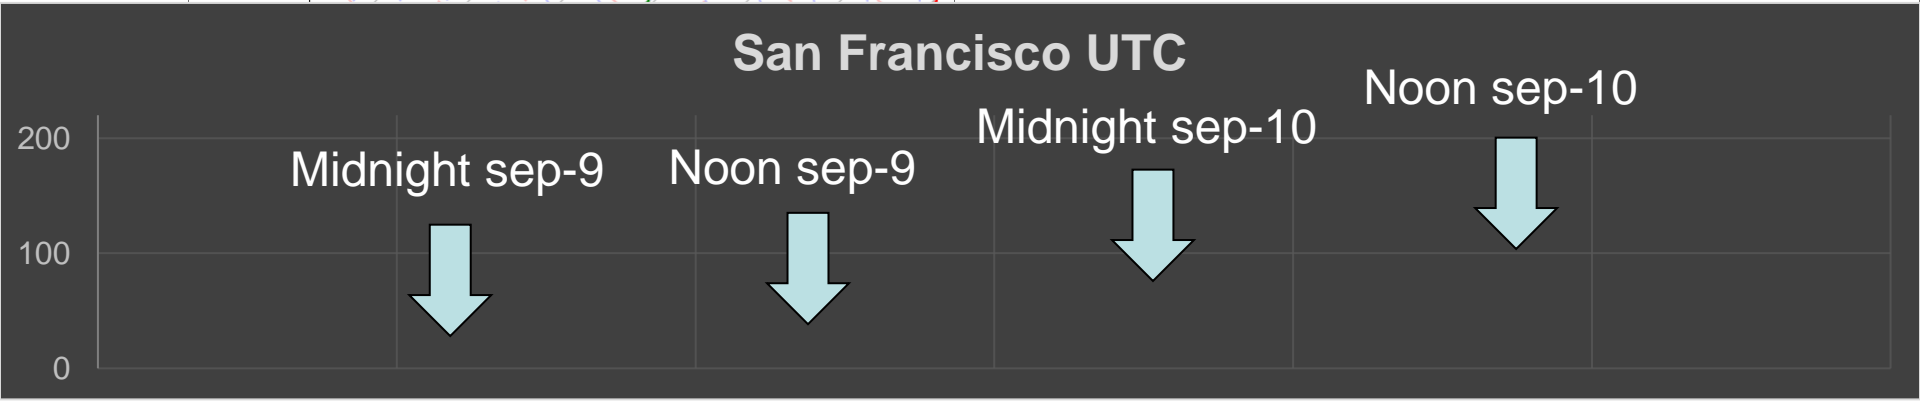 San Francisco UTC
Noon sep-10
Midnight sep-10
Midnight sep-9
Noon sep-9
200
100
0